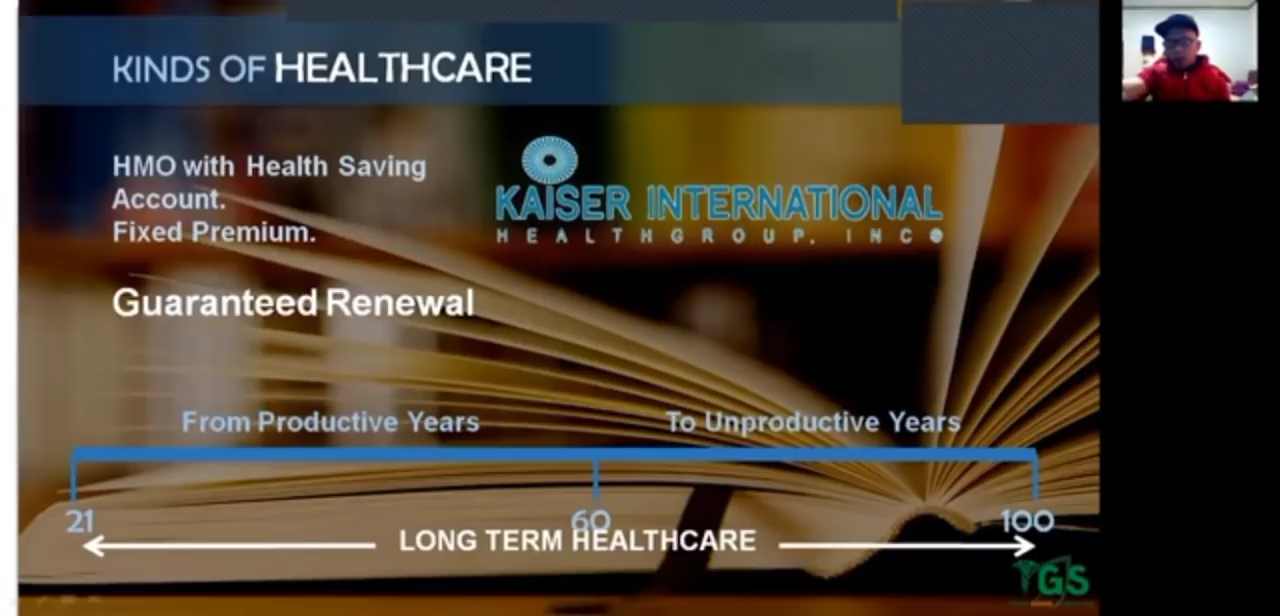 KINDS OF HEALTHCARE
HMO with Health Saving
Account.
Fixed Premium.
KAISER INTERNATIONAL
HEALTHGROUP, INC
Guaranteed Renewal
From Productive Years
To Unproductive Years
21
60
100
LONG TERM HEALTHCARE
TGS